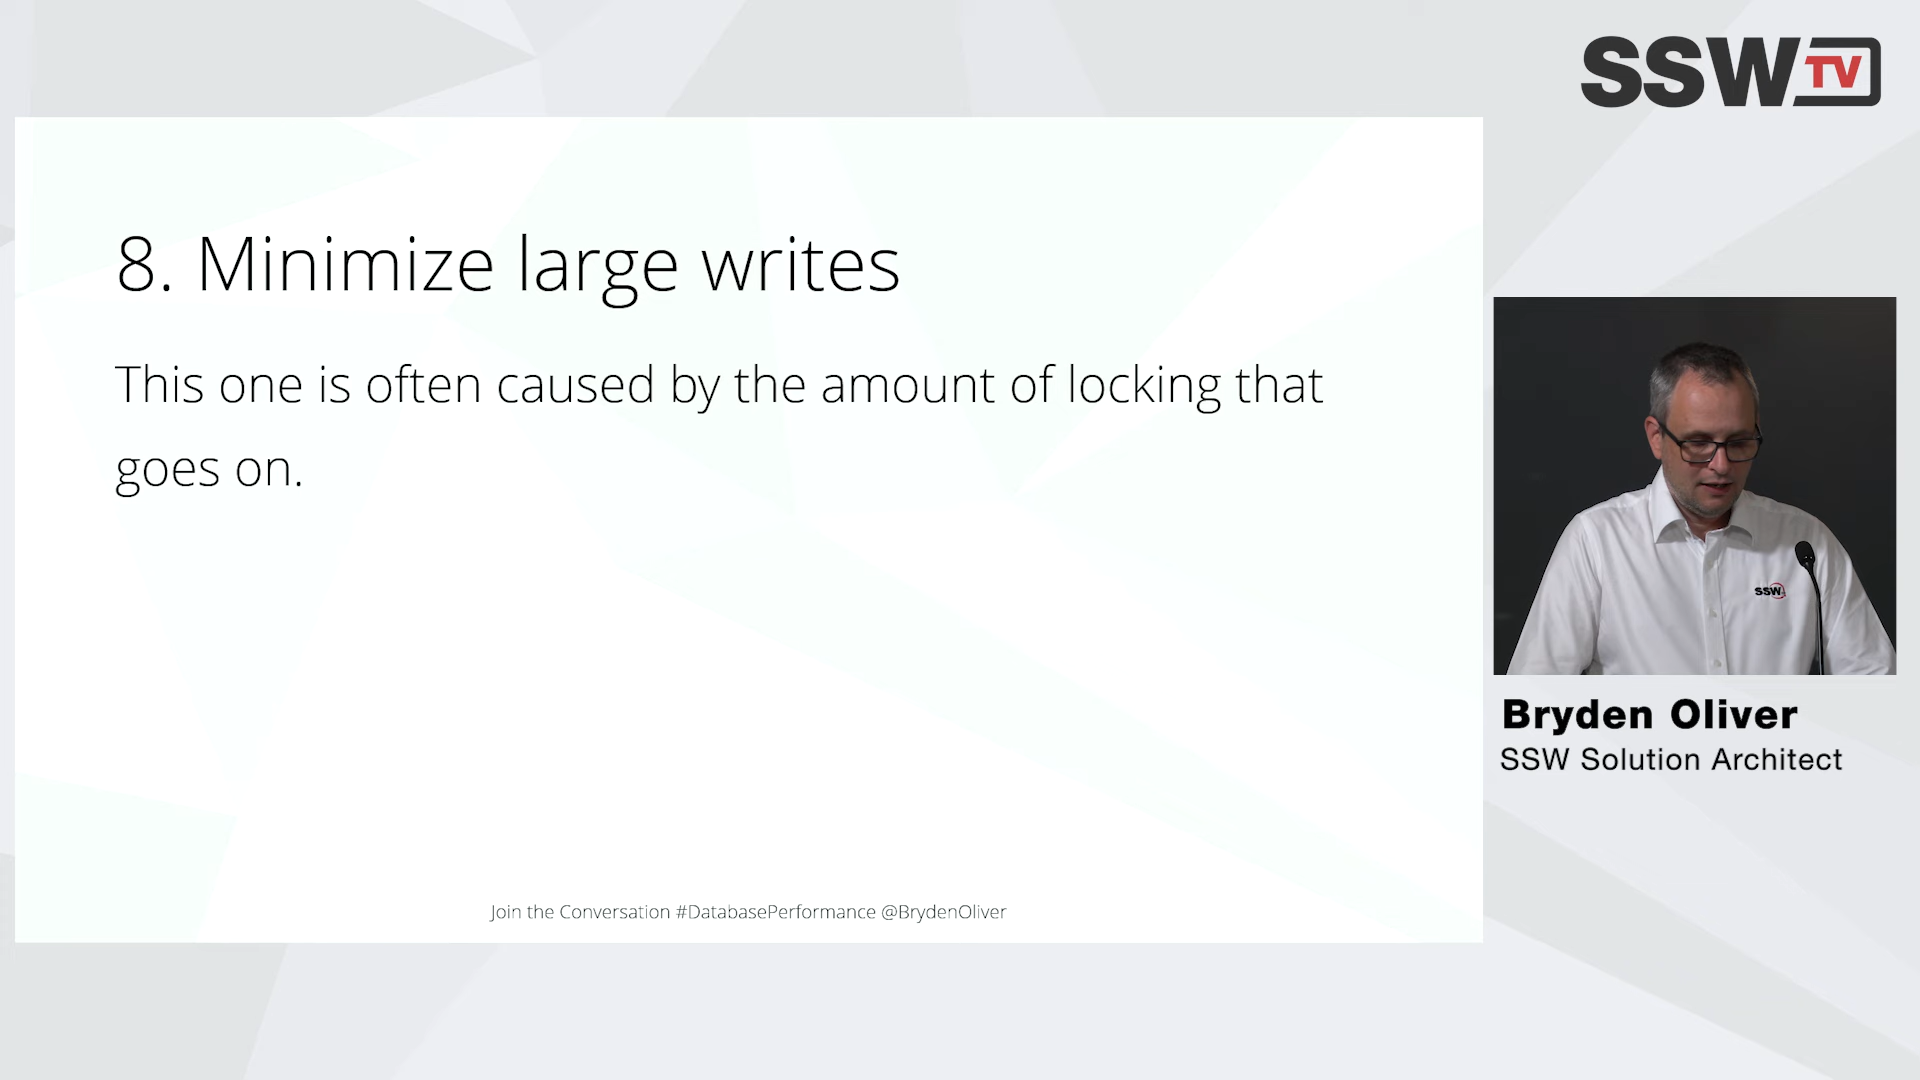 SSW TV
8. Minimize large writes
This one is often caused by the amount of locking that
goes on.
SSW
Bryden Oliver
SSW Solution Architect
Join the Conversation #DatabasePerformance @BrydenOliver